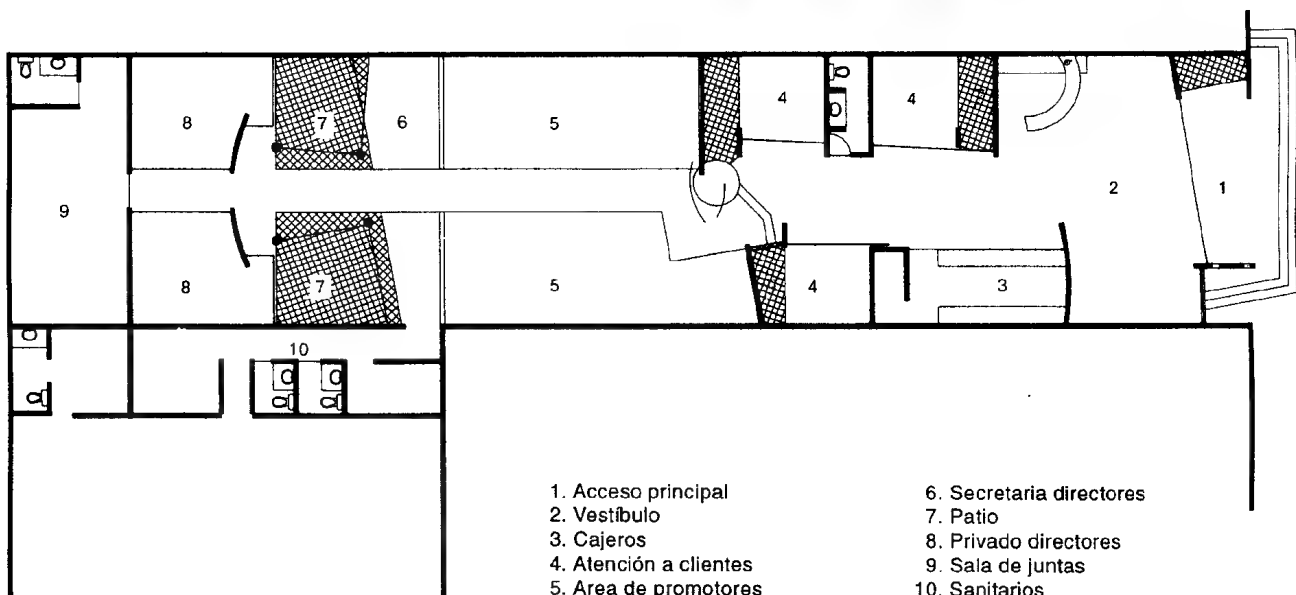 8
7
6
5
4
4
2
1
9
8
7
5
4
3
10
1. Acceso principal
2. Vestíbulo
3. Cajeros
4. Atención a clientes
5. Area de promotores
6. Secretaria directores
7. Patio
8. Privado directores
9. Sala de juntas
10. Sanitarios